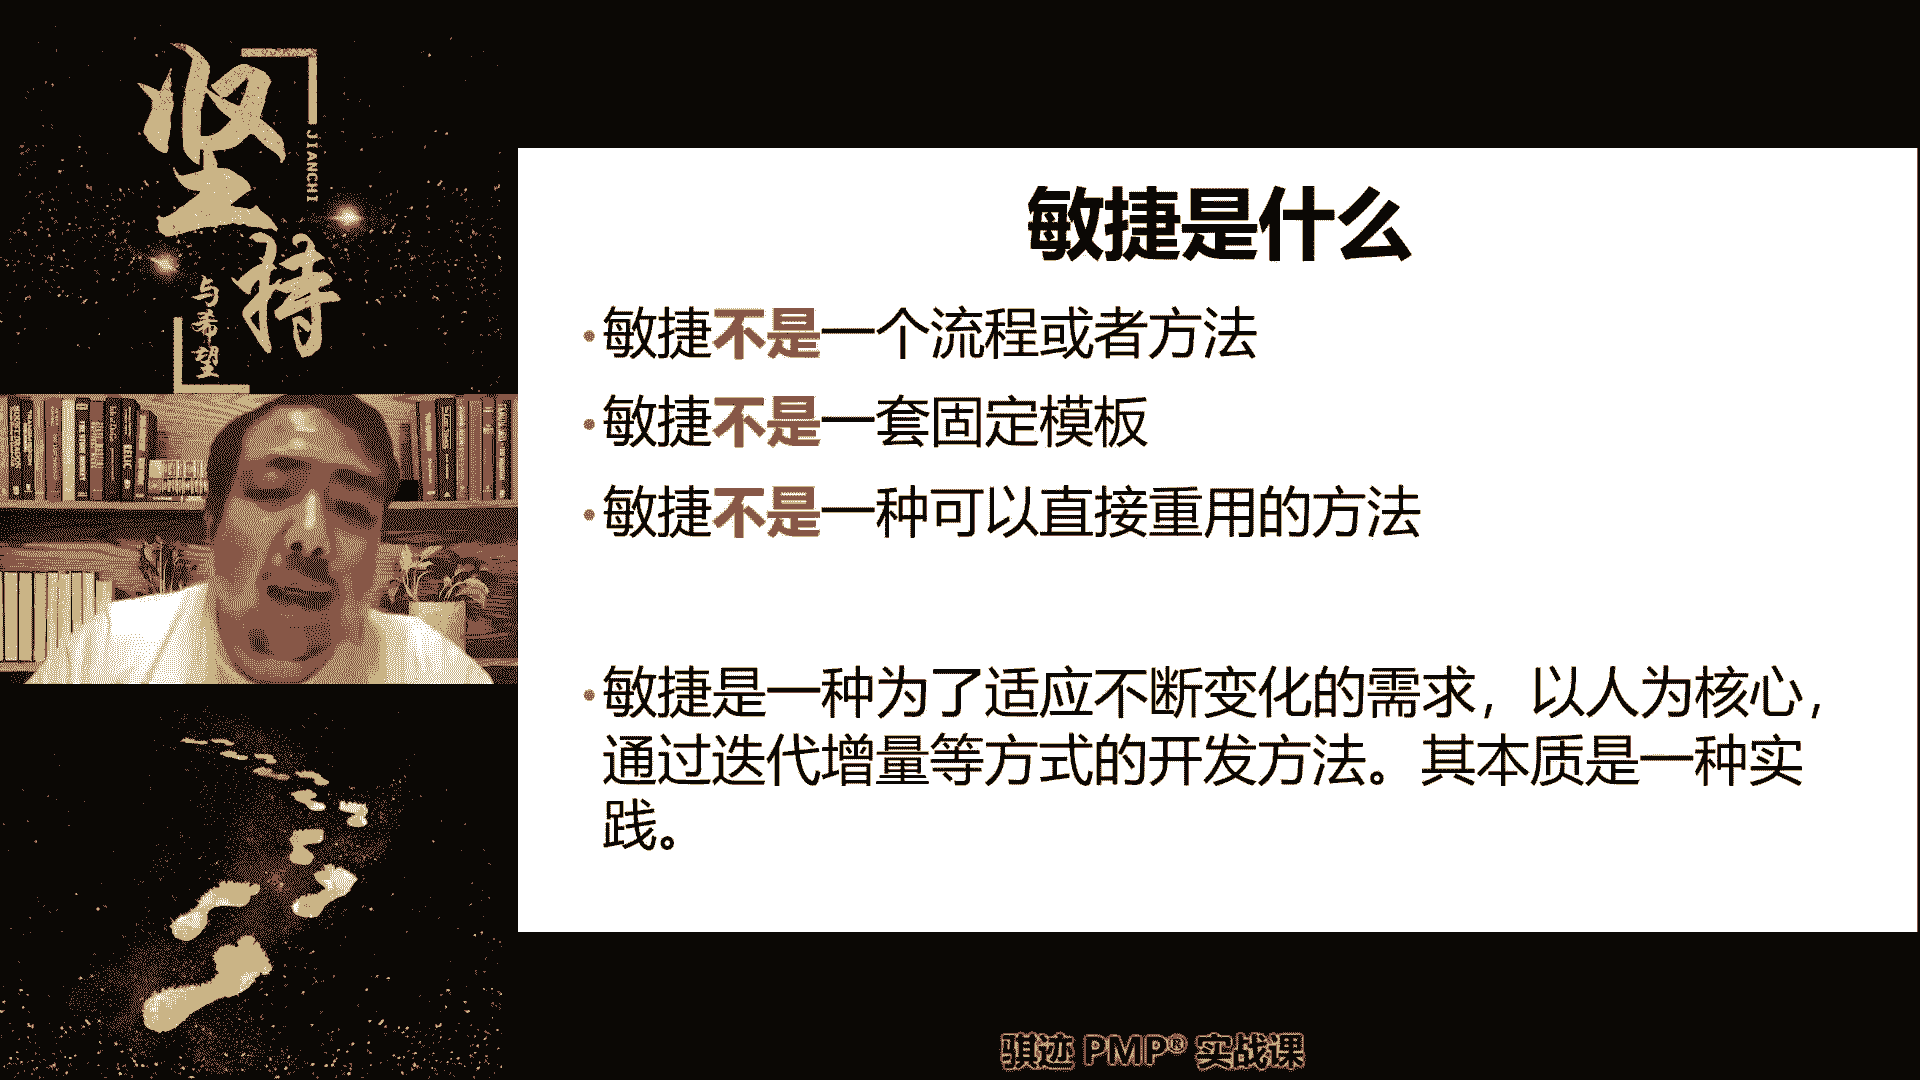 坚持
JIANCHI
与希望
敏捷是什么
•敏捷不是一个流程或者方法
•敏捷不是一套固定模板
•敏捷不是一种可以直接重用的方法
•敏捷是一种为了适应不断变化的需求，以人为核心，
通过迭代增量等方式的开发方法。其本质是一种实
践。
骐迹 PMP® 实战课